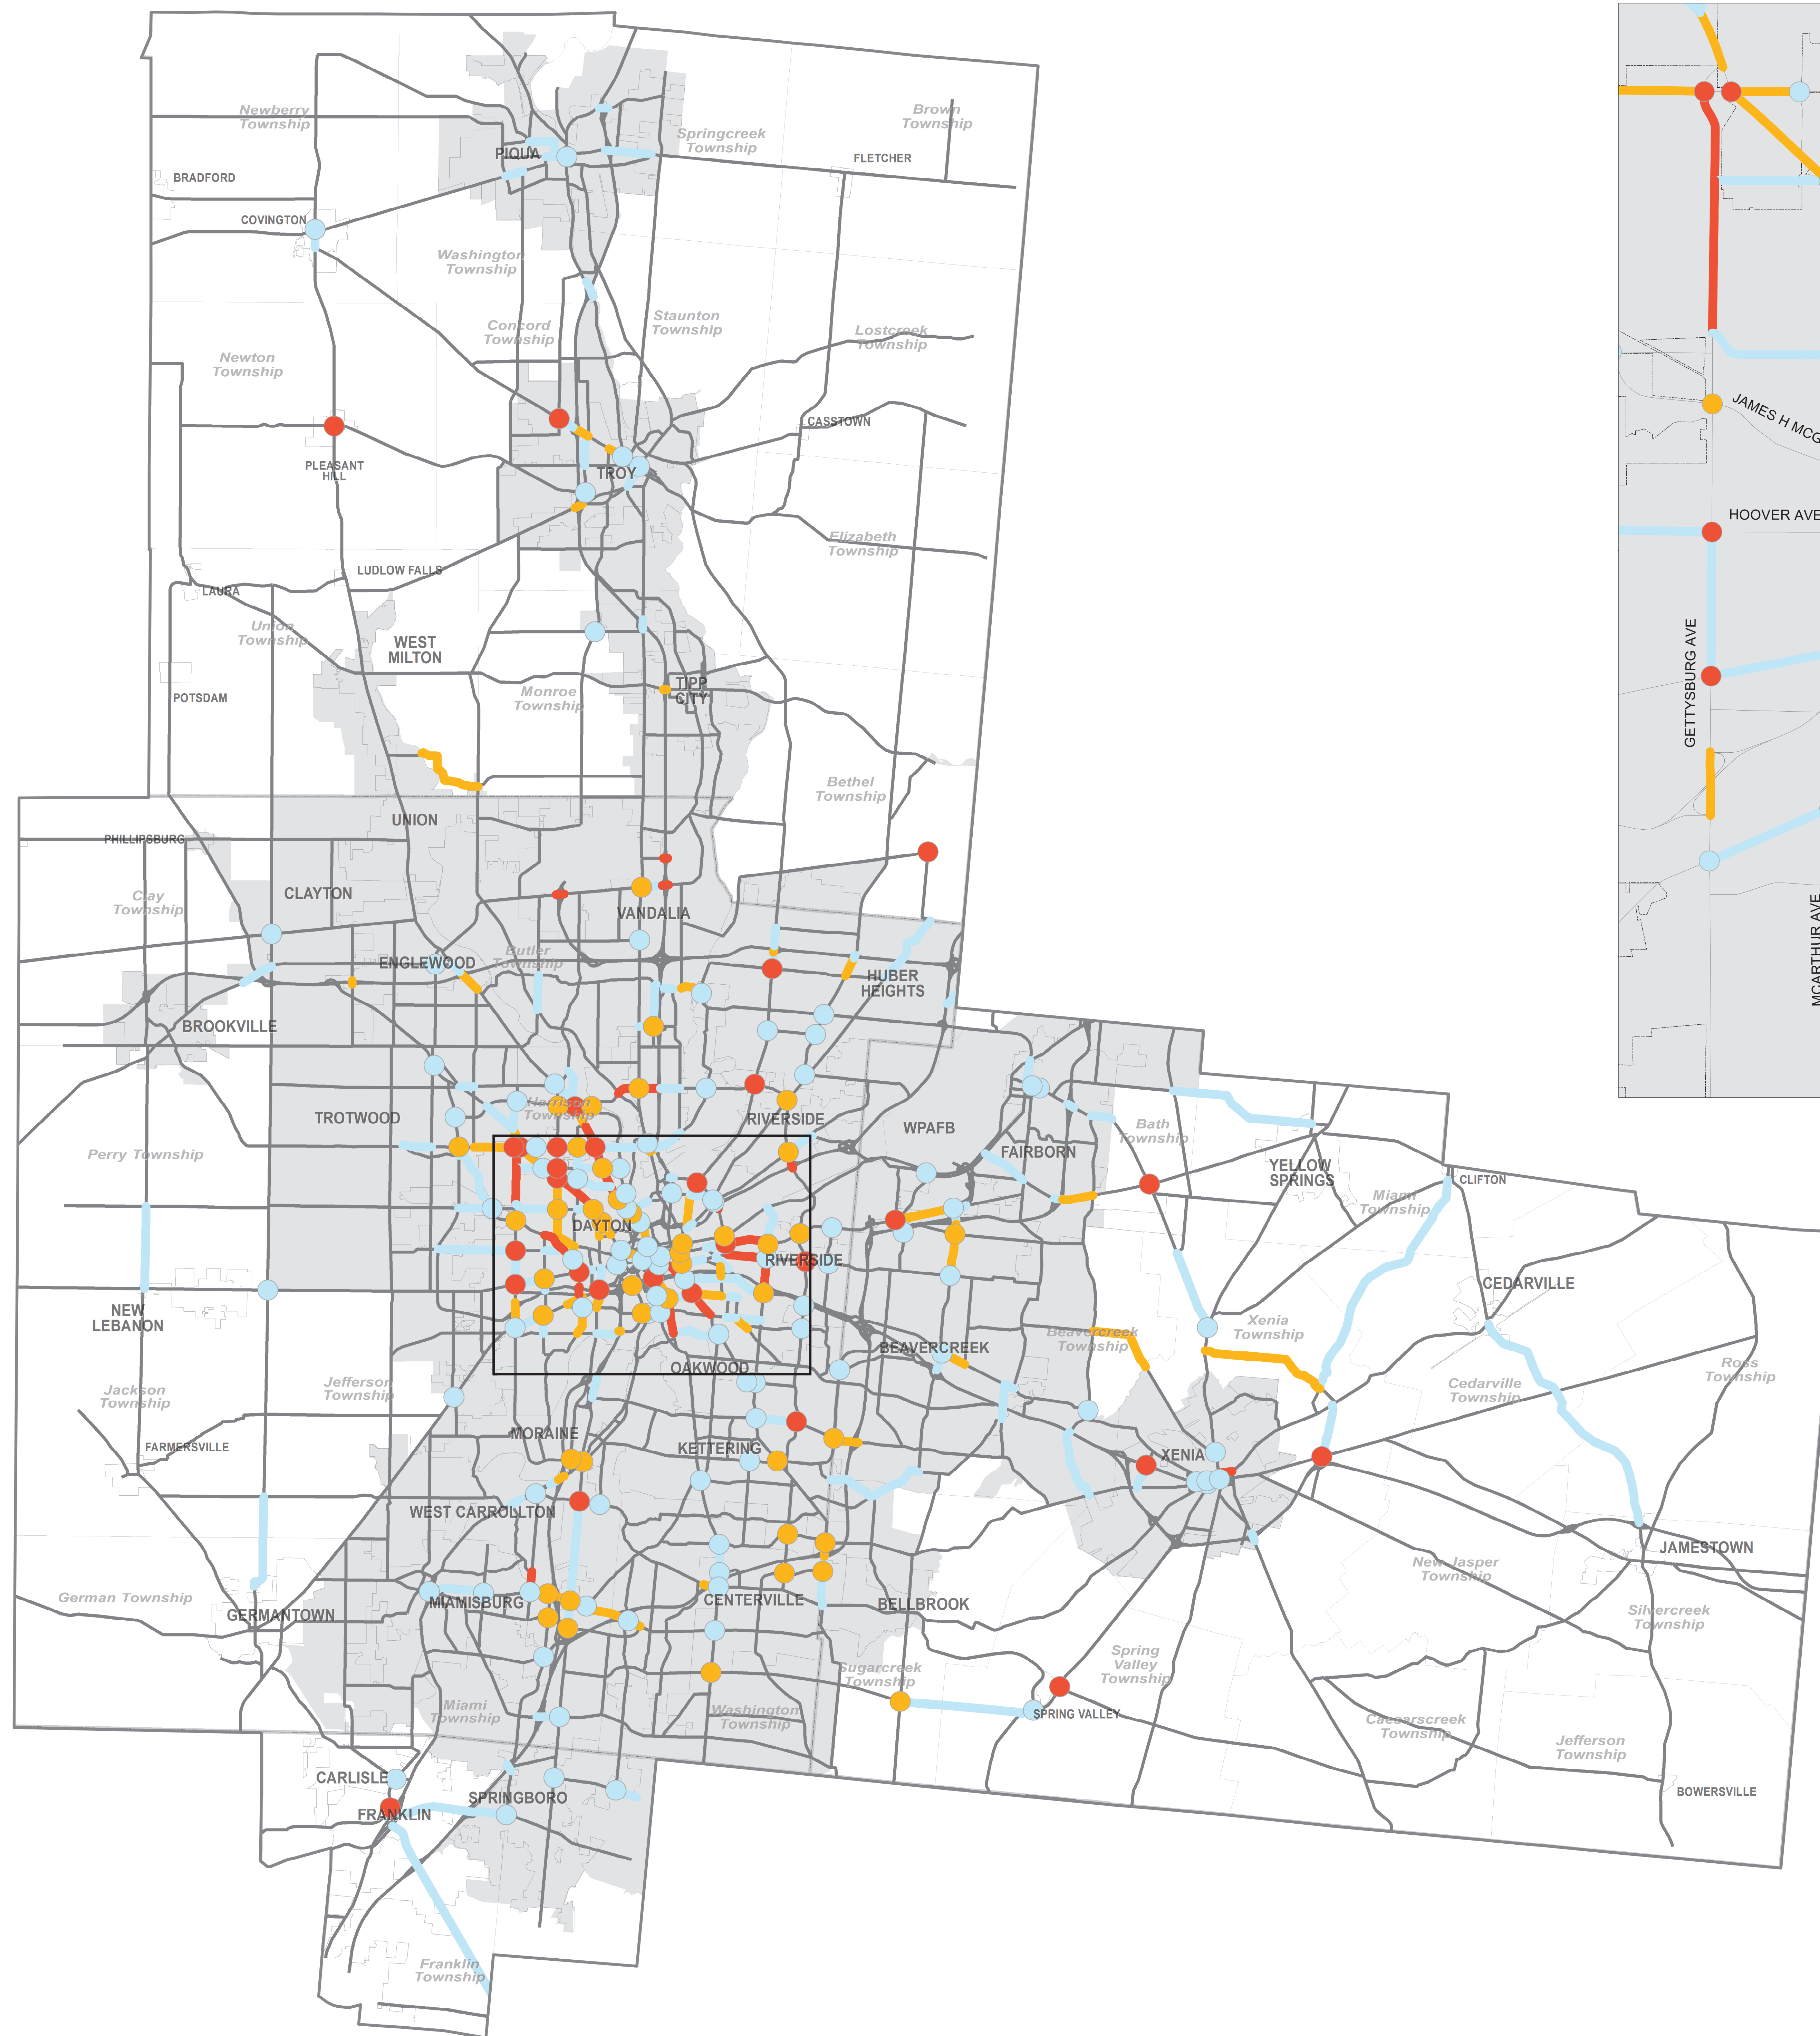 Newberry
Township
Brown
Township
Springcreek
Township
PIQUA
FLETCHER
BRADFORD
COVINGTON
Washington
Township
Staunton
Township
Concord
Township
Lostcreek
Township
Newton
Township
CASSTOWN
PLEASANT
HILL
TROY
Elizabeth
Township
LUDLOW FALLS
LAURA
Union
Township
WEST
MILTON
POTSDAM
Monroe
Township
TIPP
CITY
Bethel
Township
UNION
PHILLIPSBURG
Clay
Township
CLAYTON
VANDALIA
Butler
Township
ENGLEWOOD
HUBER
HEIGHTS
BROOKVILLE
TROTWOOD
Harrison
Township
RIVERSIDE
WPAFB
Bath
Township
FAIRBORN
Perry Township
YELLOW
SPRINGS
CLIFTON
Miami
Township
DAYTON
RIVERSIDE
CEDARVILLE
NEW
LEBANON
Xenia
Township
Beavercreek
Township
BEAVERCREEK
OAKWOOD
Ross
Township
Jackson
Township
Jefferson
Township
Cedarville
Township
MORAINE
KETTERING
FARMERSVILLE
XENIA
WEST CARROLLTON
JAMESTOWN
New Jasper
Township
German Township
GERMANTOWN
MIAMISBURG
CENTERVILLE
BELLBROOK
Silvercreek
Township
Spring
Valley
Township
Sugarcreek
Township
Miami
Township
Washington
Township
SPRING VALLEY
Caesarscreek
Township
Jefferson
Township
CARLISLE
FRANKLIN
SPRINGBORO
BOWERSVILLE
Franklin
Township
JAMES H MCG
HOOVER AVE
GETTYSBURG AVE
MCARTHUR AVE